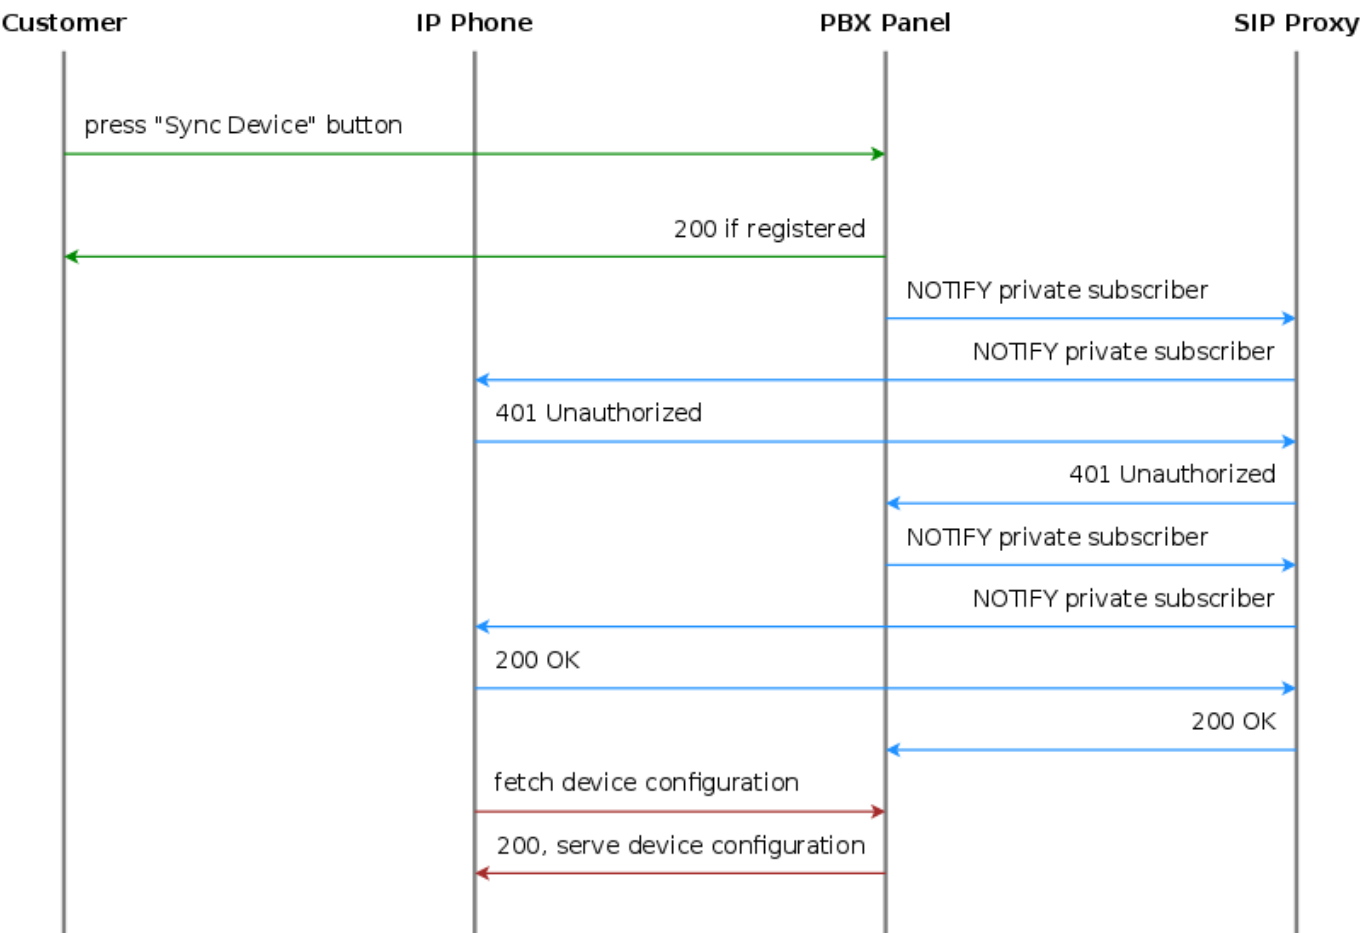 Customer IP Phone PBX Panel SIP Proxy
press "Sync Device" button
200 if registered
NOTIFY private subscriber
NOTIFY private subscriber
401 Unauthorized
401 Unauthorized
NOTIFY private subscriber
NOTIFY private subscriber
200 OK
200 OK
fetch device configuration
200, serve device configuration